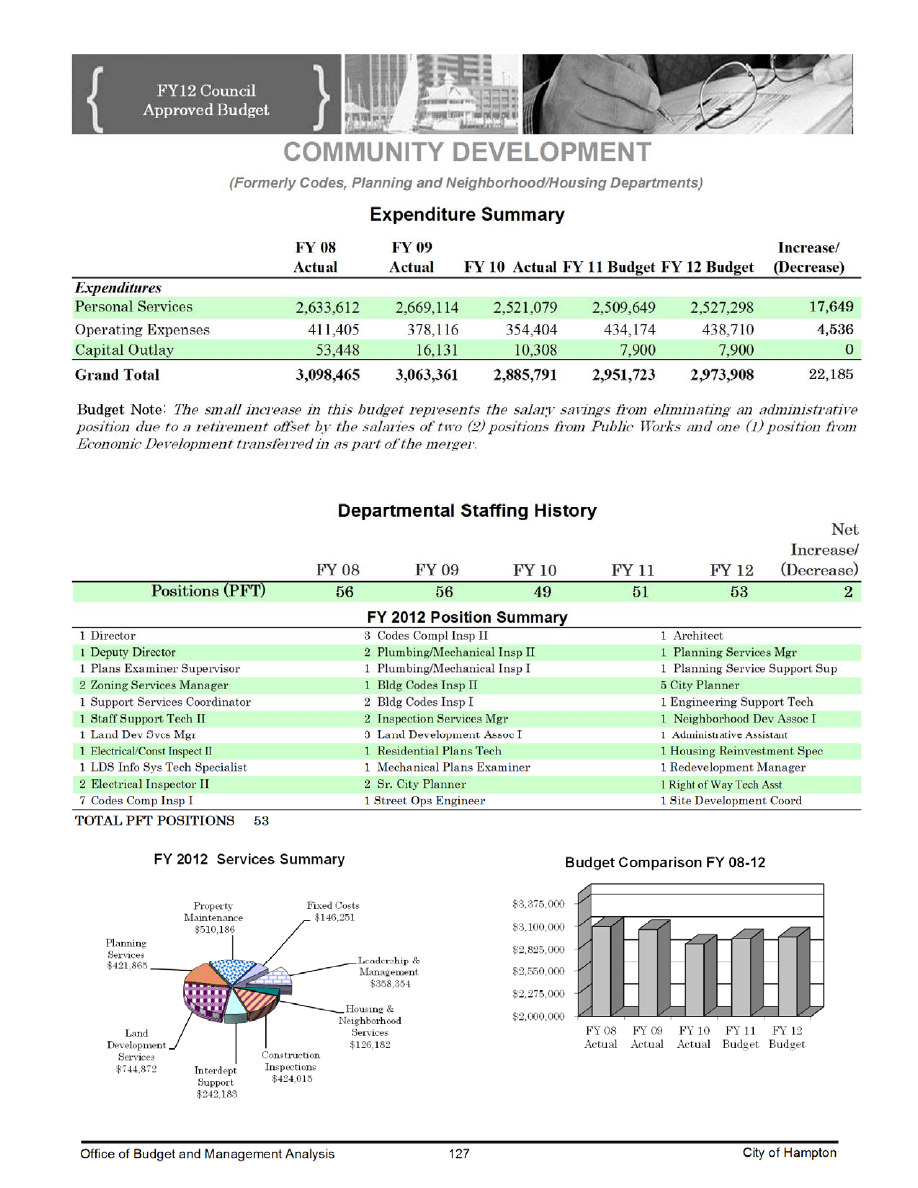 FY12 Council
Approved Budget
COMMUNITY DEVELOPMENT
(Formerly Codes, Planning and Neighborhood/Housing Departments)
Expenditure Summary
FY 08 FY 09 Increase/
Actual Actual FY 10 Actual FY 11 Budget FY 12 Budget (Decrease)
Expenditures
Personal Services 2,633,612 2,669,114 2,521,079 2,509,649 2,527,298 17,649
Operating Expenses 411,405 378,116 354,404 434,174 438,710 4,536
Capital Outlay 53,448 16,131 10,308 7,900 7,900 0
Grand Total 3,098,465 3,063,361 2,885,791 2,951,723 2,973,908 22,185
Budget Note: The small increase in this budget represents the salary savings from eliminating an administrative
position due to a retirement offset by the salaries of two (2) positions from Public Works and one (1) position from
Economic Development transferred in as part of the merger.
Departmental Staffing History
Net
Increase/
FY 08 FY 09 FY 10 FY 11 FY 12 (Decrease)
Positions (PFT) 56 56 49 51 53 2
FY 2012 Position Summary
1 Director 3 Codes Compl Insp II 1 Architect
1 Deputy Director 2 Plumbing/Mechanical Insp II 1 Planning Services Mgr
1 Plans Examiner Supervisor 1 Plumbing/Mechanical Insp I 1 Planning Service Support Sup
2 Zoning Services Manager 1 Bldg Codes Insp II 5 City Planner
1 Support Services Coordinator 2 Bldg Codes Insp I 1 Engineering Support Tech
1 Staff Support Tech II 2 Inspection Services Mgr 1 Neighborhood Dev Assoc I
1 Land Dev Svcs Mgr 3 Land Development Assoc I 1 Administrative Assistant
1 Electrical/Const Inspect II 1 Residential Plans Tech 1 Housing Reinvestment Spec
1 LDS Info Sys Tech Specialist 1 Mechanical Plans Examiner 1 Redevelopment Manager
2 Electrical Inspector II 2 Sr. City Planner 1 Right of Way Tech Asst
7 Codes Comp Insp I 1 Street Ops Engineer 1 Site Development Coord
TOTAL PFT POSITIONS 53
FY 2012 Services Summary
Property
Maintenance
$510,186
Fixed Costs
$146,251
Planning
Services
$421,865
Leadership &
Management
$358,354
Housing &
Neighborhood
Services
$126,182
Land
Development
Services
$744,872
Interdept
Support
$242,183
Construction
Inspections
$424,015
Budget Comparison FY 08-12
$3,375,000
$3,100,000
$2,825,000
$2,550,000
$2,275,000
$2,000,000
FY 08 FY 09 FY 10 FY 11 FY 12
Actual Actual Actual Budget Budget
Office of Budget and Management Analysis 127 City of Hampton